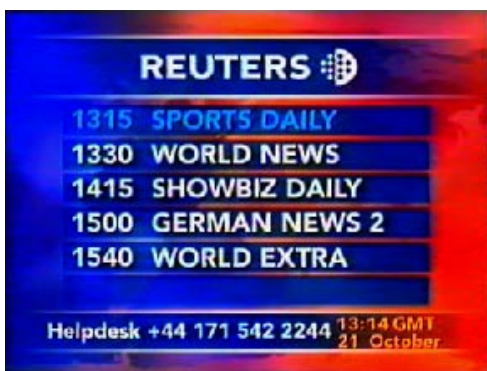 REUTERS
1315 SPORTS DAILY
1330 WORLD NEWS
1415 SHOWBIZ DAILY
1500 GERMAN NEWS 2
1540 WORLD EXTRA
Helpdesk +44 171 542 2244 13:14 GMT
21 October